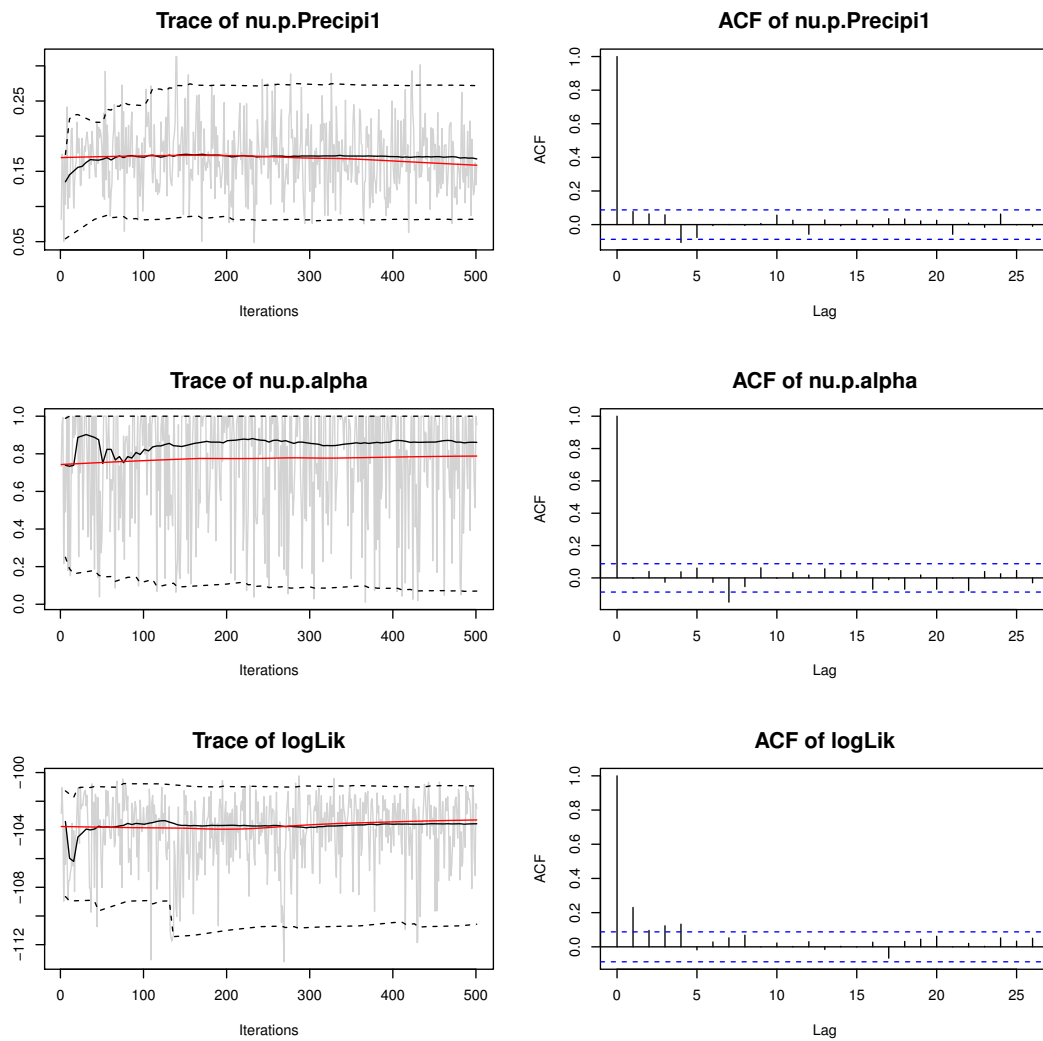 Trace of nu.p.Precipi1
0.05 0.15 0.25
0 100 200 300 400 500
Iterations
ACF of nu.p.Precipi1
ACF
0.0 0.2 0.4 0.6 0.8 1.0
0 5 10 15 20 25
Lag
Trace of nu.p.alpha
0.0 0.2 0.4 0.6 0.8 1.0
0 100 200 300 400 500
Iterations
ACF of nu.p.alpha
ACF
0.0 0.2 0.4 0.6 0.8 1.0
0 5 10 15 20 25
Lag
Trace of logLik
−112 −108 −104 −100
0 100 200 300 400 500
Iterations
ACF of logLik
ACF
0.0 0.2 0.4 0.6 0.8 1.0
0 5 10 15 20 25
Lag